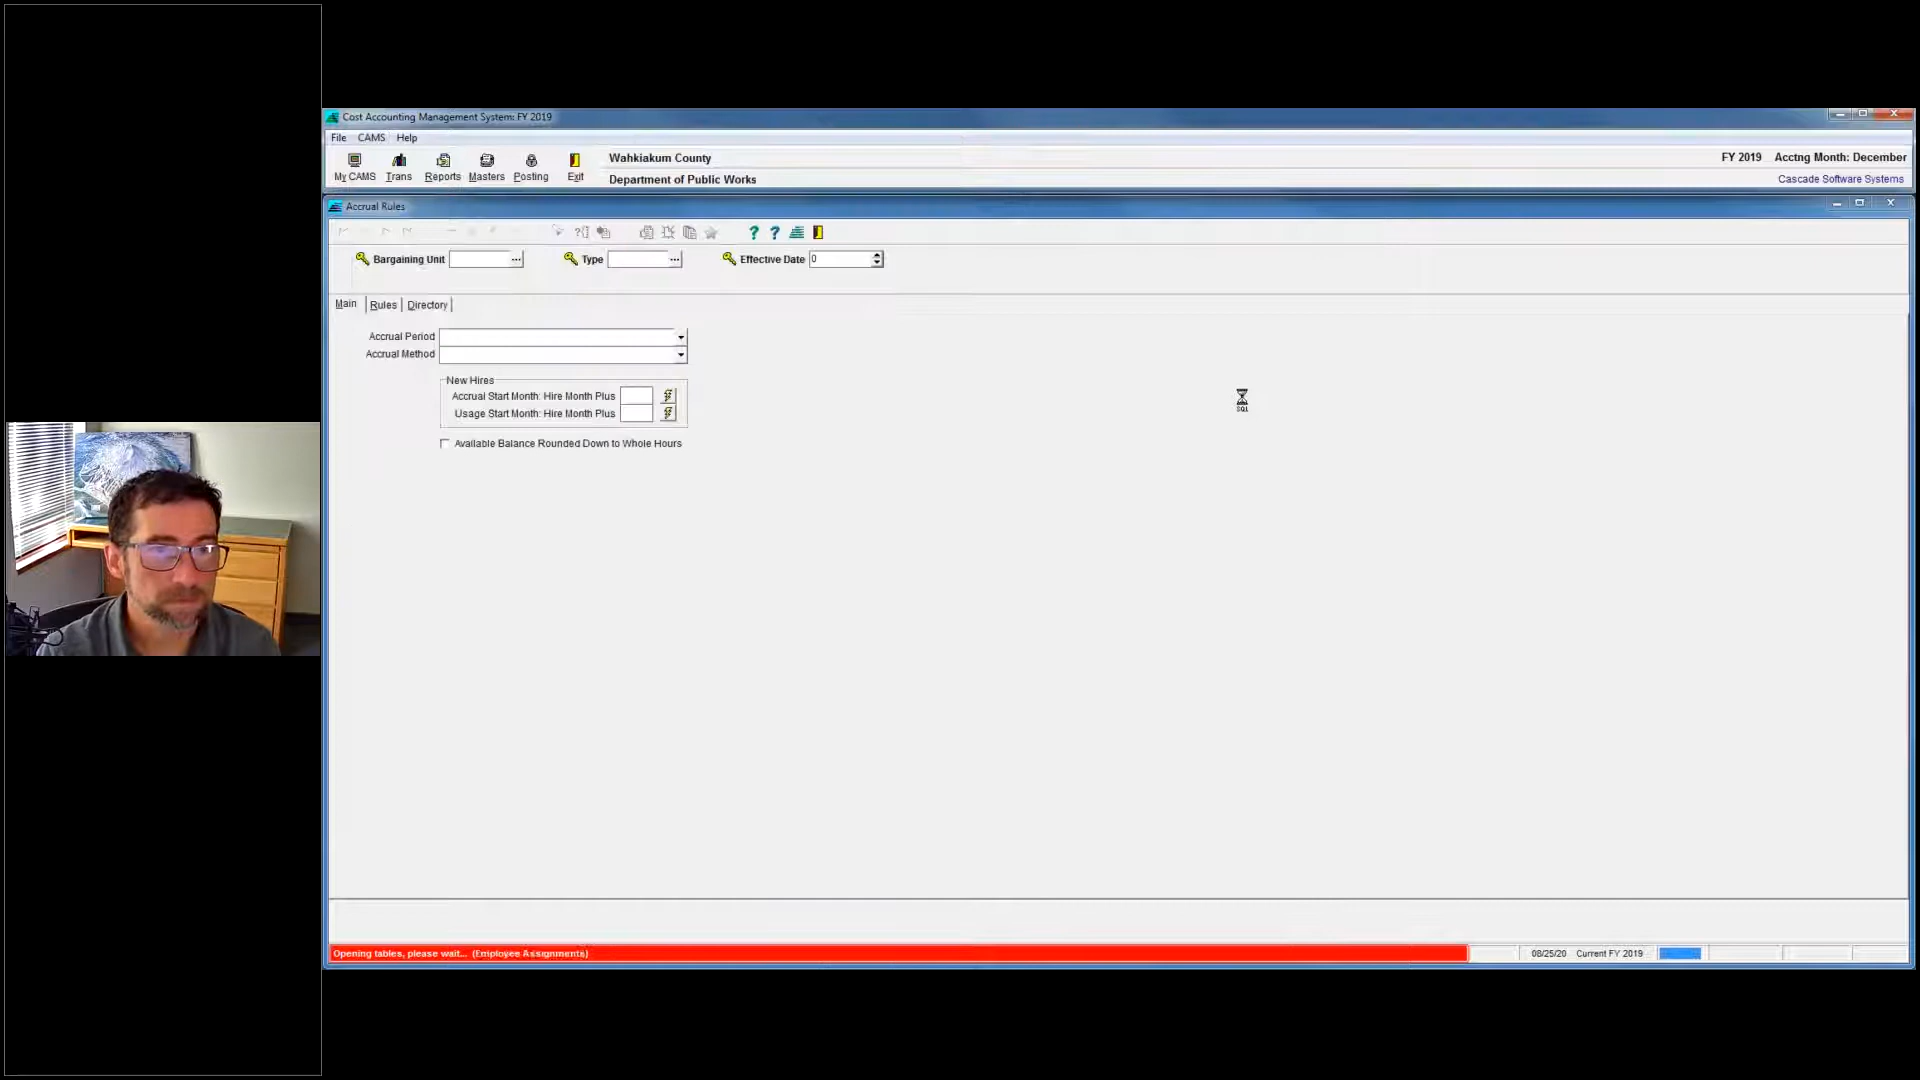 Cost Accounting Management System: FY 2019
File CAMS Help
My CAMS Trans Reports Masters Posting Exit
Wahkiakum County
Department of Public Works
FY 2019 Acctng Month: December
Cascade Software Systems
Accrual Rules
Bargaining Unit ... Type ... Effective Date 0
Main Rules Directory
Accrual Period
Accrual Method
New Hires
Accrual Start Month: Hire Month Plus
Usage Start Month: Hire Month Plus
Available Balance Rounded Down to Whole Hours
SQL
Opening tables, please wait... (Employee Assignments)
08/25/20 Current FY 2019